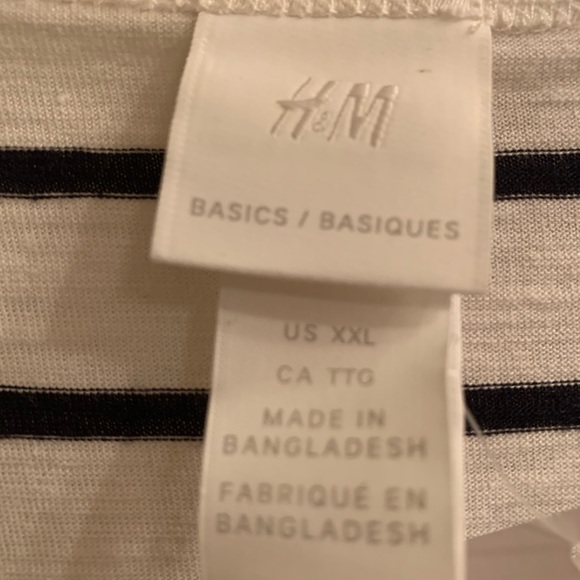 H&M
BASICS / BASIQUES
US XXL
CA TTG
MADE IN
BANGLADESH
FABRIQUÉ EN
BANGLADESH